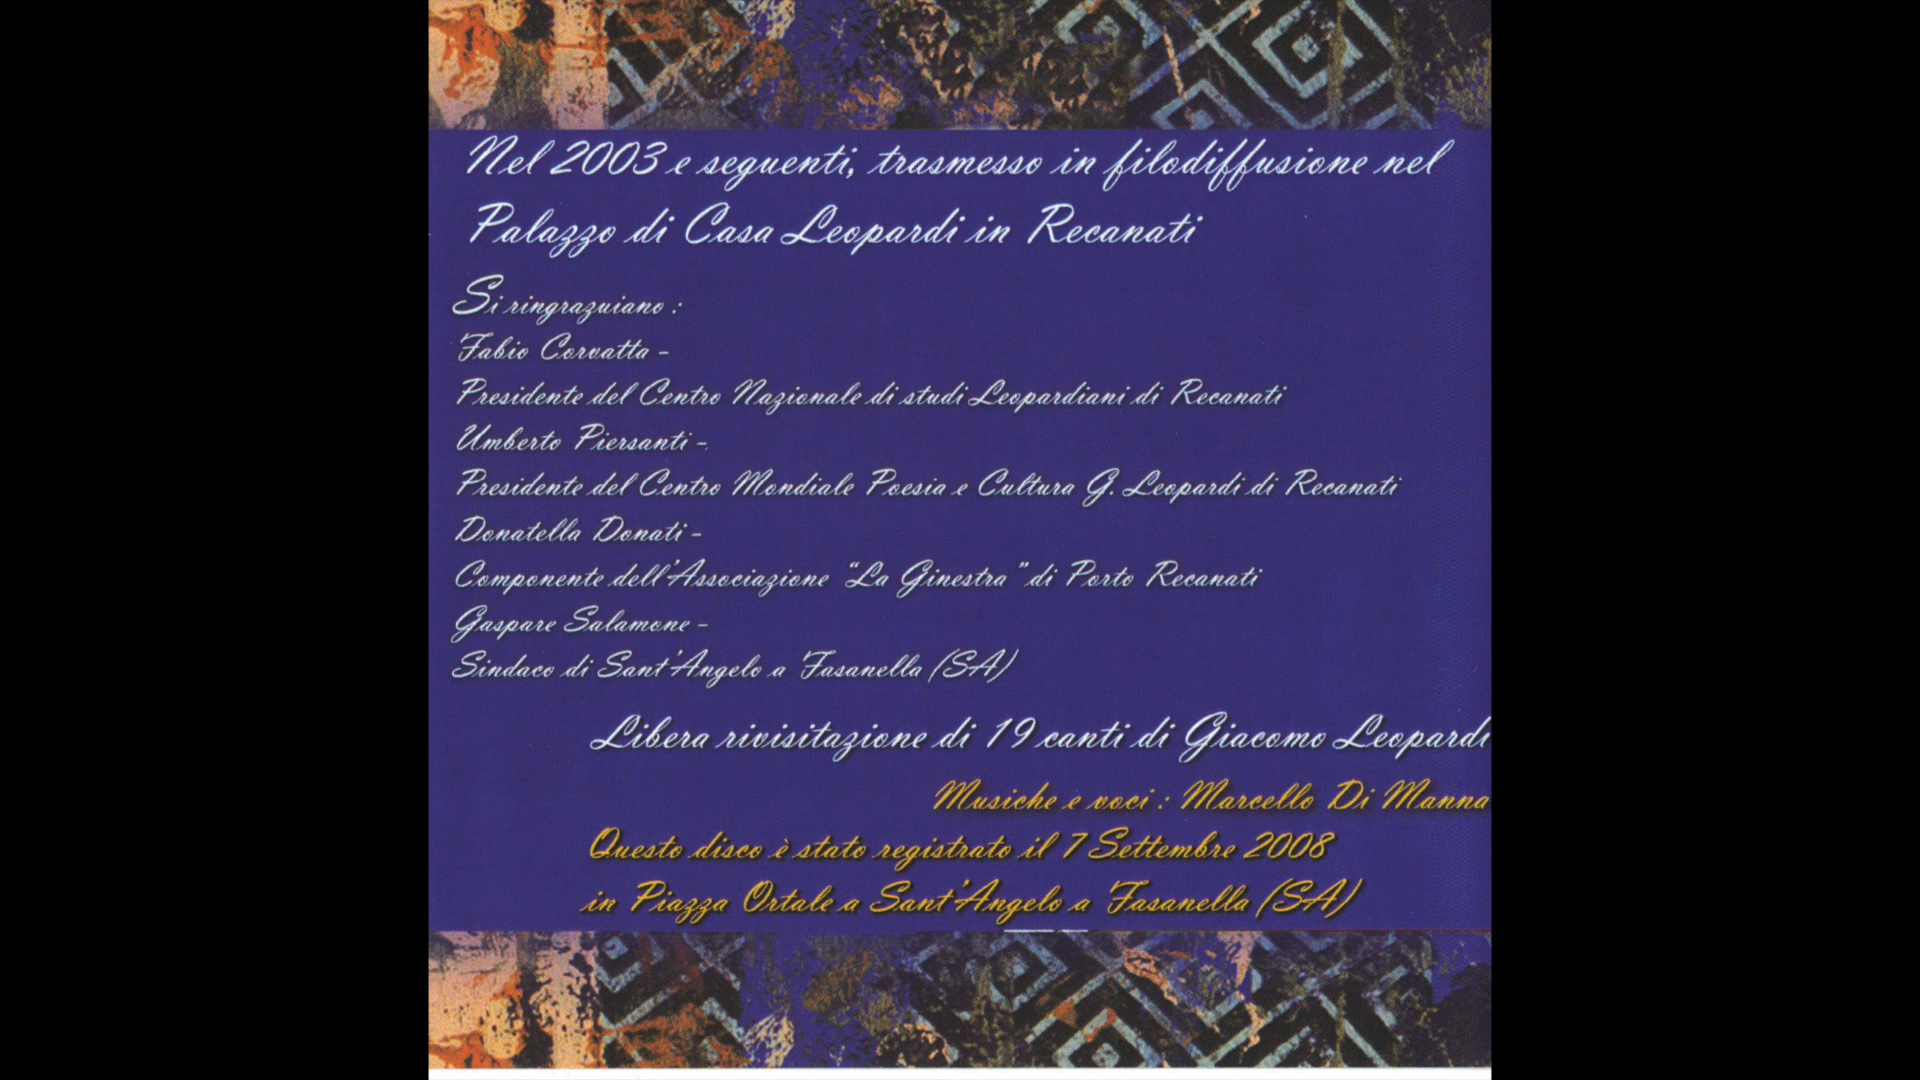 Nel 2003 e seguenti, trasmesso in filodiffusione nel
Palazzo di Casa Leopardi in Recanati
Si ringrazuiano :
Fabio Corvatta -
Presidente del Centro Nazionale di studi Leopardiani di Recanati
Umberto Piersanti -
Presidente del Centro Mondiale Poesia e Cultura G. Leopardi di Recanati
Donatella Donati -
Componente dell'Associazione "La Ginestra" di Porto Recanati
Gaspare Salamone -
Sindaco di Sant'Angelo a Fasanella (SA)
Libera rivisitazione di 19 canti di Giacomo Leopardi
Musiche e voci : Marcello Di Manna
Questo disco è stato registrato il 7 Settembre 2008
in Piazza Ortale a Sant'Angelo a Fasanella (SA)